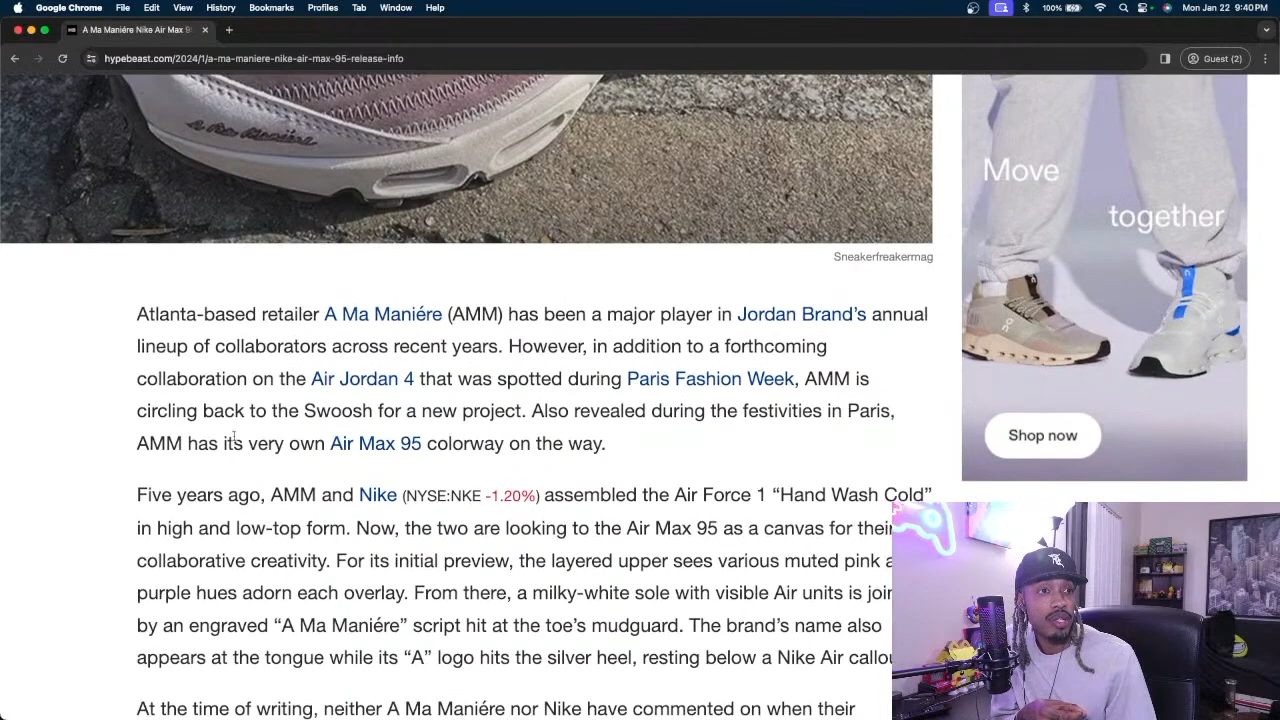 Google Chrome File Edit View History Bookmarks Profiles Tab Window Help 100% Mon Jan 22 9:40 PM
A Ma Maniére Nike Air Max 95
hypebeast.com/2024/1/a-ma-maniere-nike-air-max-95-release-info Guest (2)
A Ma Maniére
Move
together
Shop now
Sneakerfreakermag
Atlanta-based retailer A Ma Maniére (AMM) has been a major player in Jordan Brand’s annual
lineup of collaborators across recent years. However, in addition to a forthcoming
collaboration on the Air Jordan 4 that was spotted during Paris Fashion Week, AMM is
circling back to the Swoosh for a new project. Also revealed during the festivities in Paris,
AMM has its very own Air Max 95 colorway on the way.
Five years ago, AMM and Nike (NYSE:NKE -1.20%) assembled the Air Force 1 “Hand Wash Cold”
in high and low-top form. Now, the two are looking to the Air Max 95 as a canvas for their
collaborative creativity. For its initial preview, the layered upper sees various muted pink a
purple hues adorn each overlay. From there, a milky-white sole with visible Air units is join
by an engraved “A Ma Maniére” script hit at the toe’s mudguard. The brand’s name also
appears at the tongue while its “A” logo hits the silver heel, resting below a Nike Air callou
At the time of writing, neither A Ma Maniére nor Nike have commented on when their